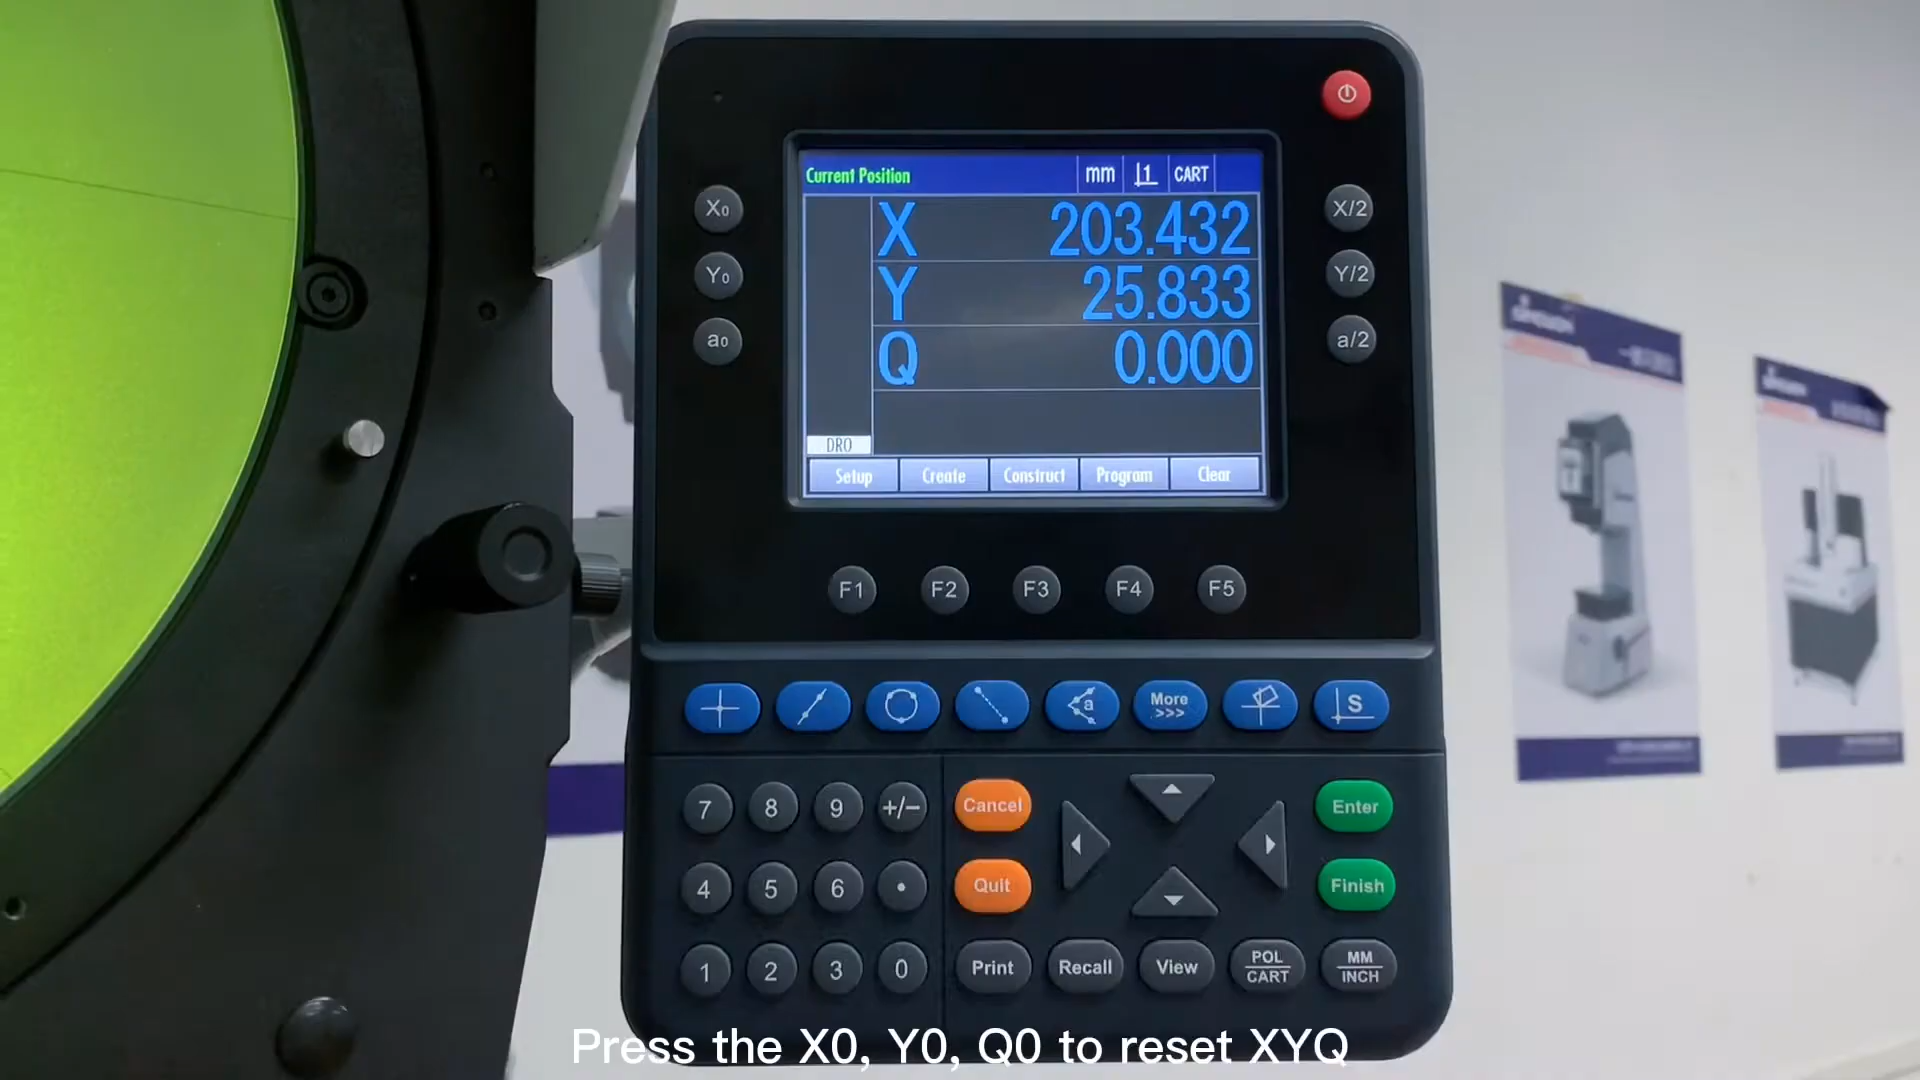 Current Position mm 1 CART
X0 X 203.432 X/2
Y0 Y 25.833 Y/2
a0 Q 0.000 a/2
DRO
Setup Create Construct Program Clear
F1 F2 F3 F4 F5
a More >>> S
7 8 9 +/- Cancel Enter
4 5 6 . Quit Finish
1 2 3 0 Print Recall View POL CART MM INCH
Press the X0, Y0, Q0 to reset XYQ